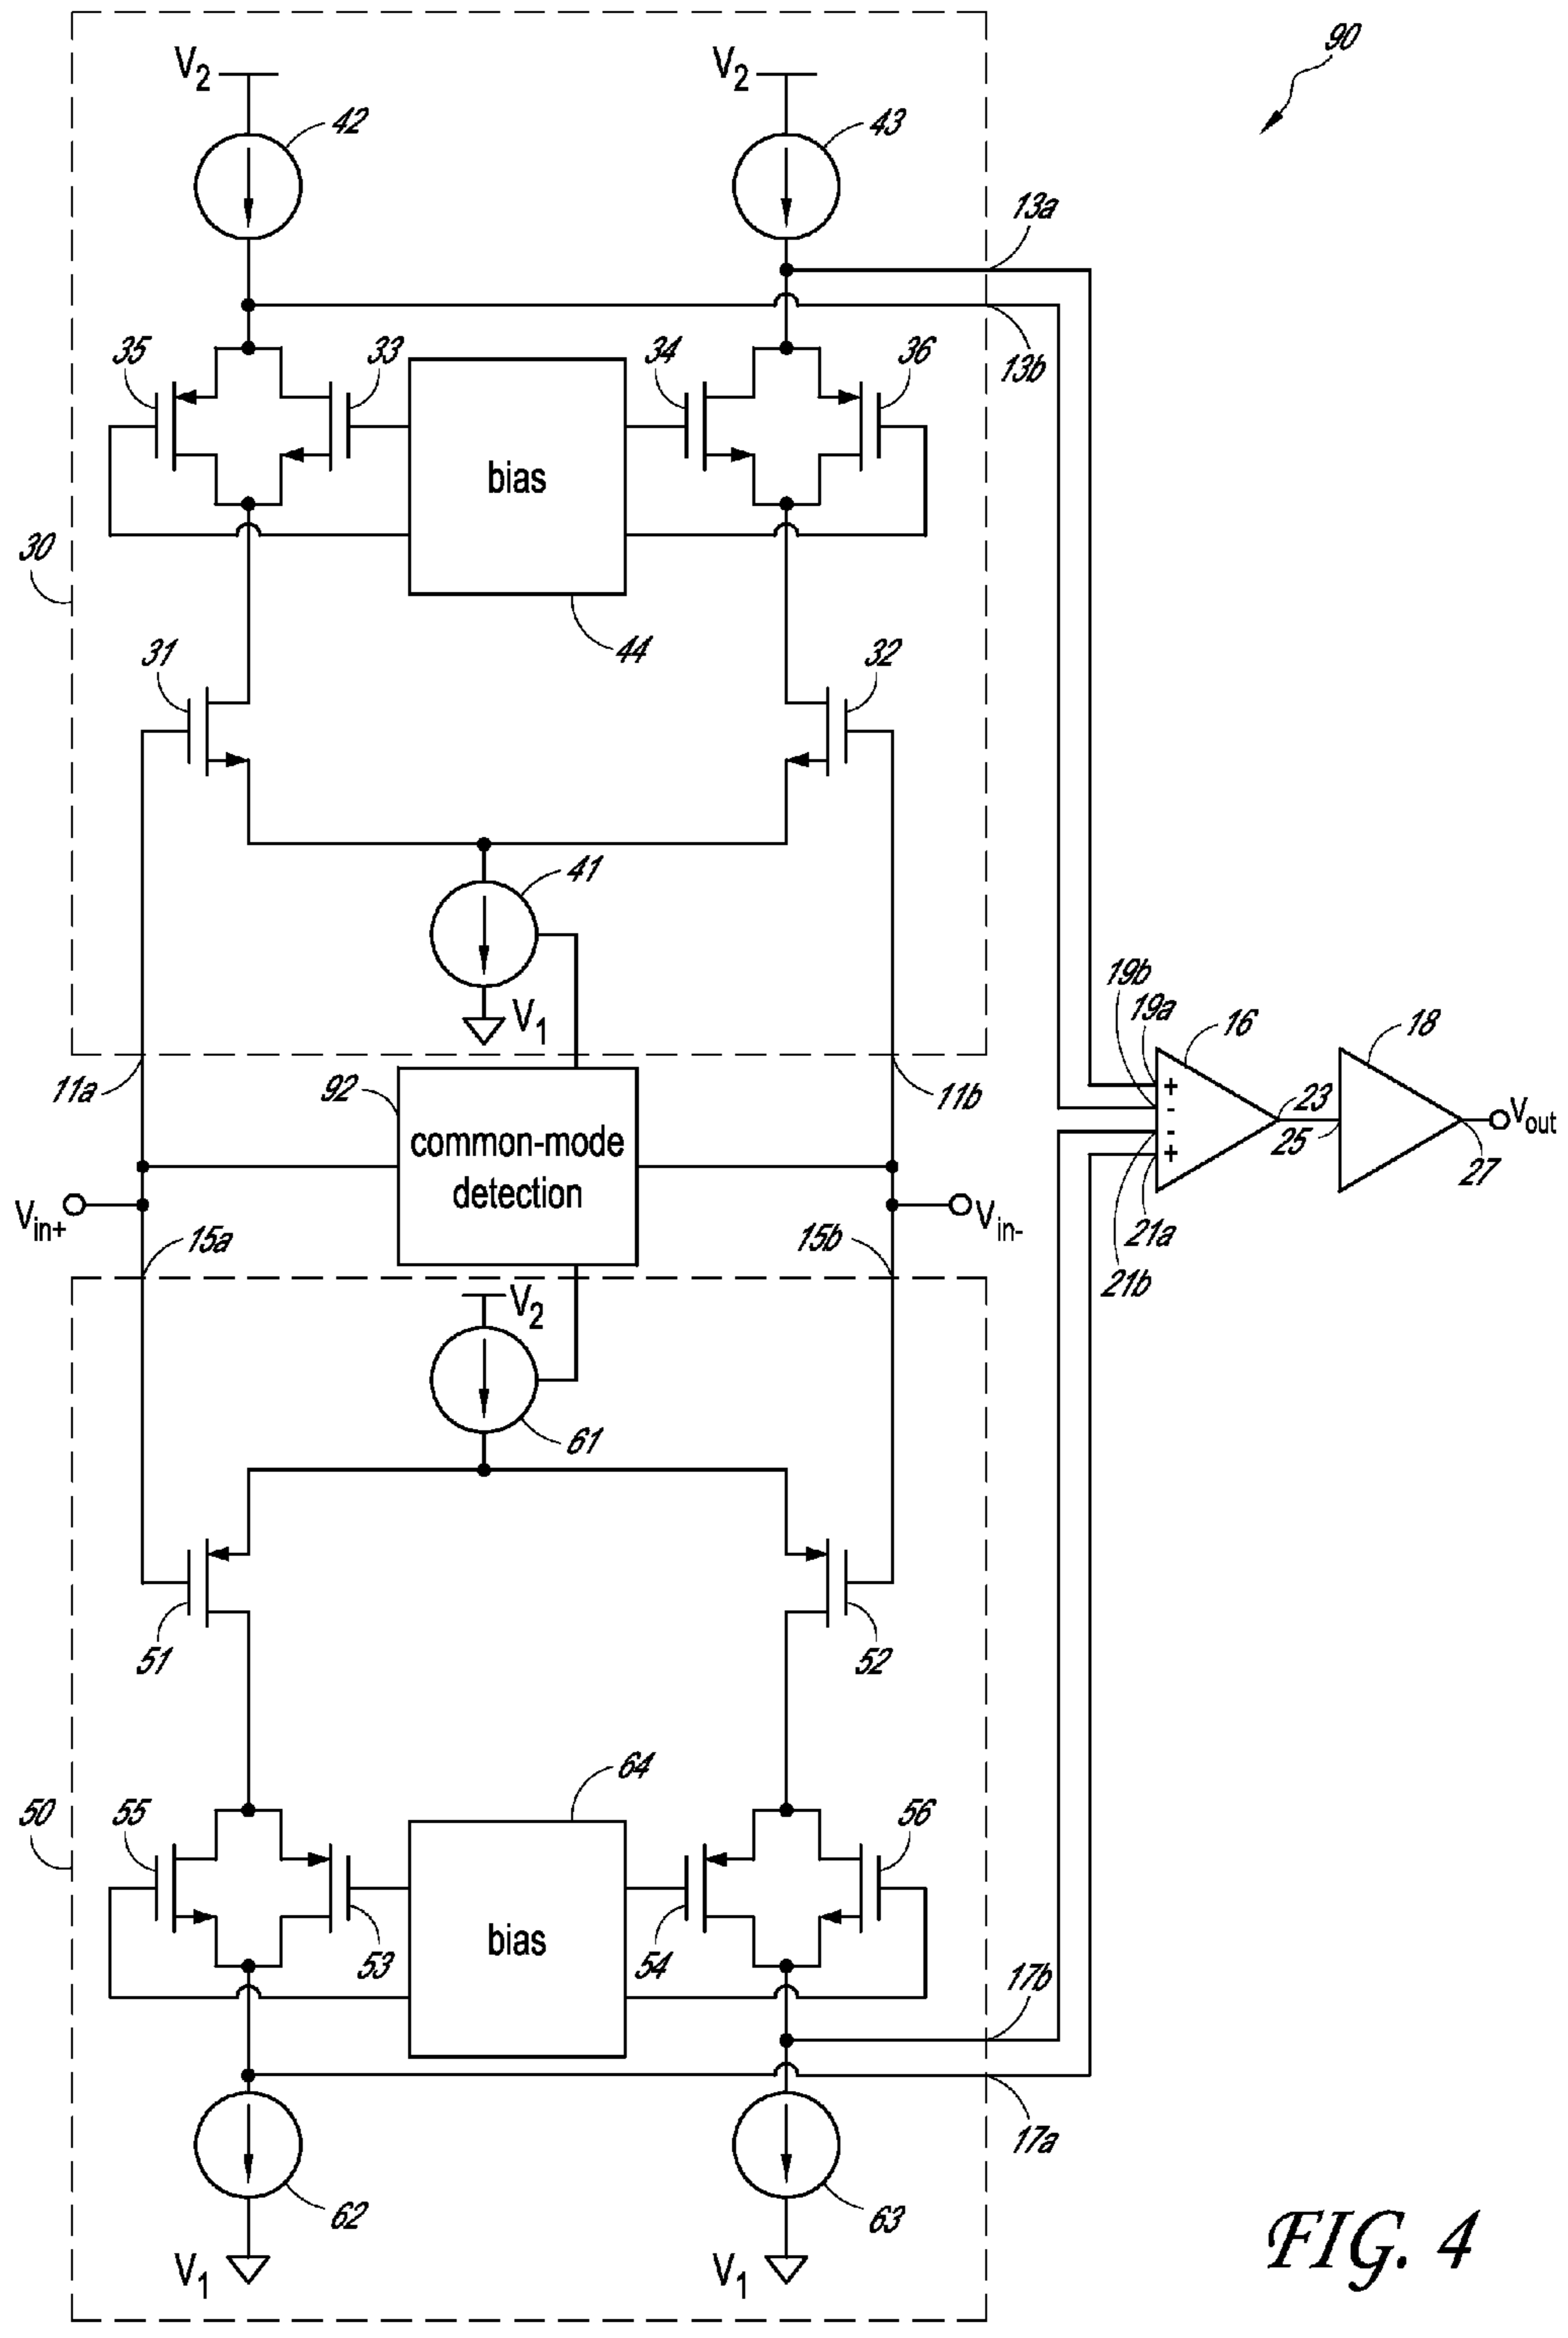 90
V2
V2
42
43
13a
13b
35
33
34
36
bias
30
44
31
32
41
V1
19b
19a
16
18
11a
92
11b
common-mode
detection
23
25
Vout
27
Vin+
Vin-
15a
15b
21a
21b
V2
61
51
52
64
50
55
56
bias
53
54
17b
17a
62
63
V1
V1
FIG. 4